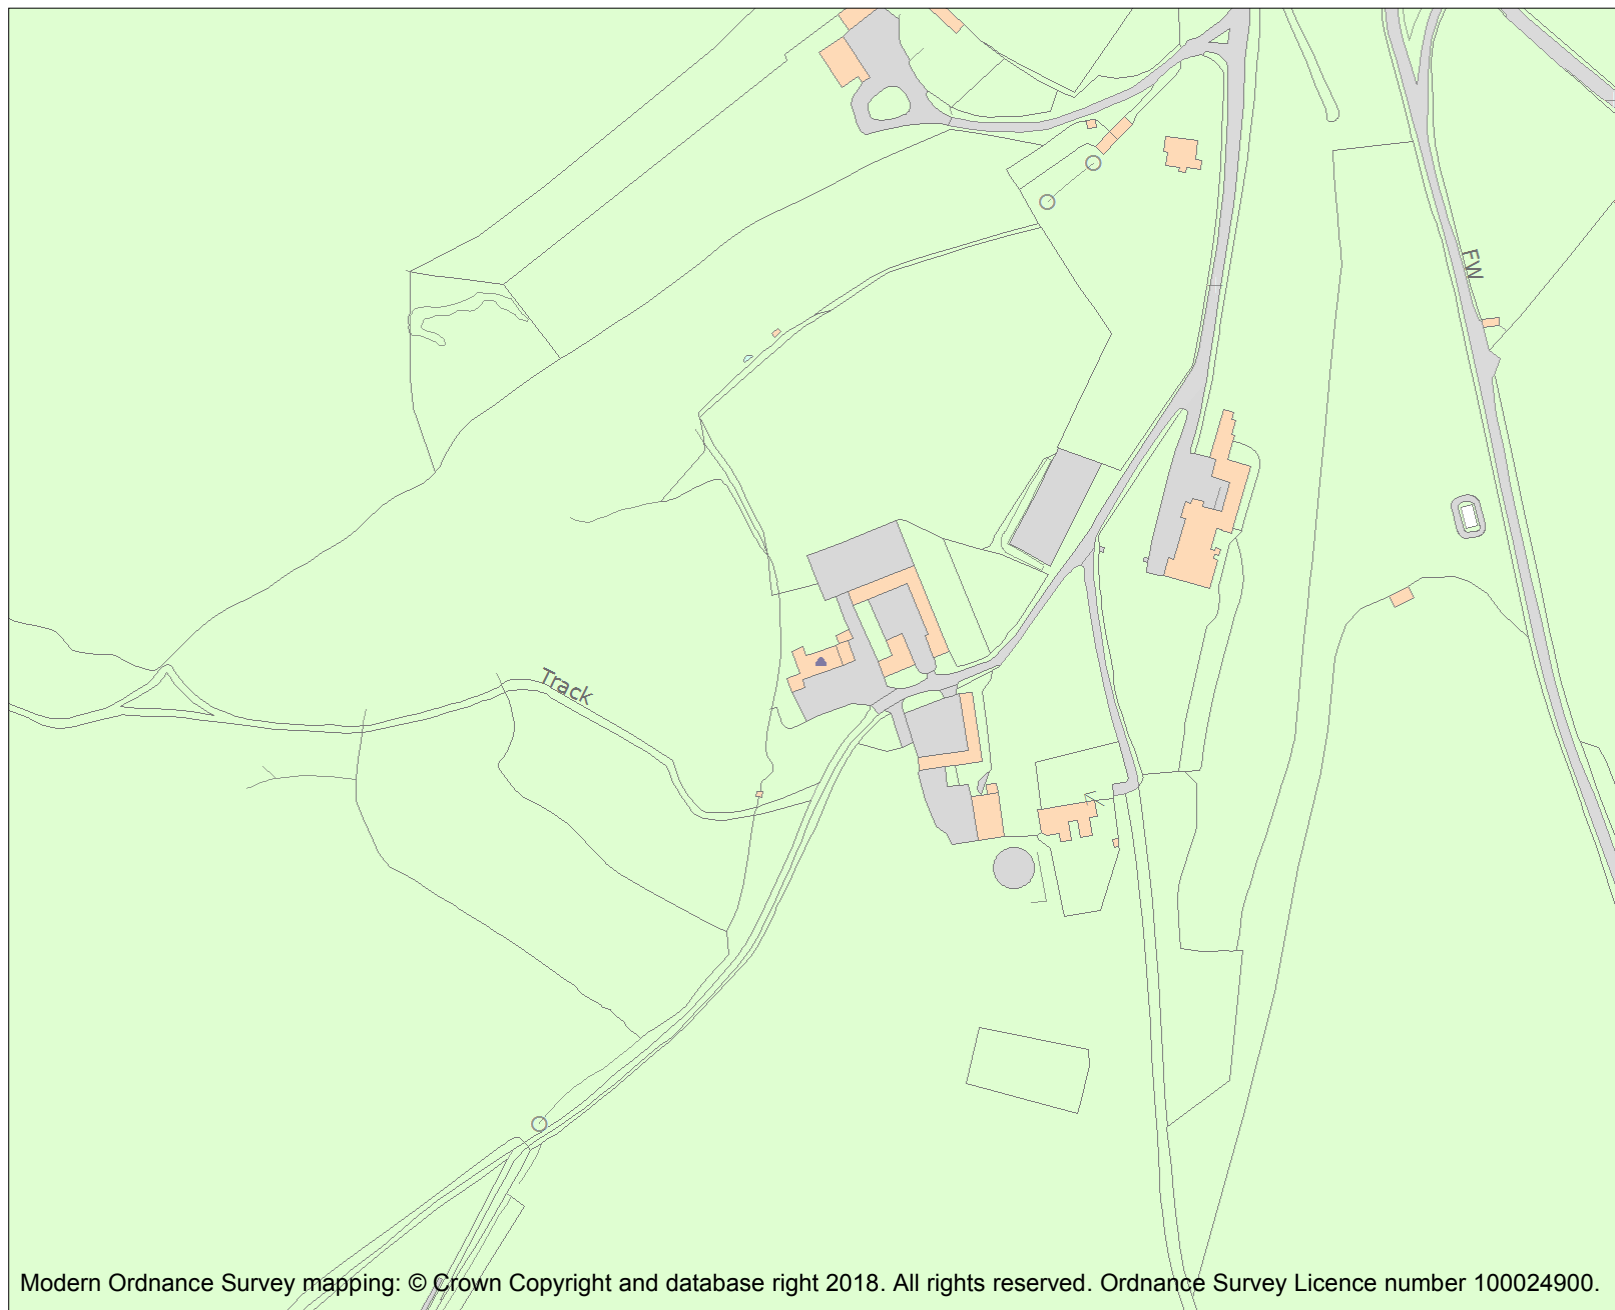 FW
Track
Modern Ordnance Survey mapping: © Crown Copyright and database right 2018. All rights reserved. Ordnance Survey Licence number 100024900.